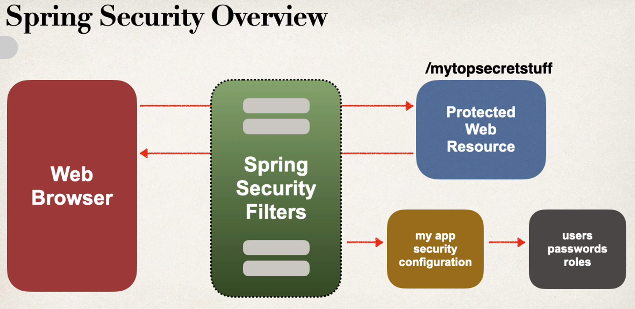 Spring Security Overview
/mytopsecretstuff
Protected
Web
Resource
Web
Browser
Spring
Security
Filters
my app
security
configuration
users
passwords
roles